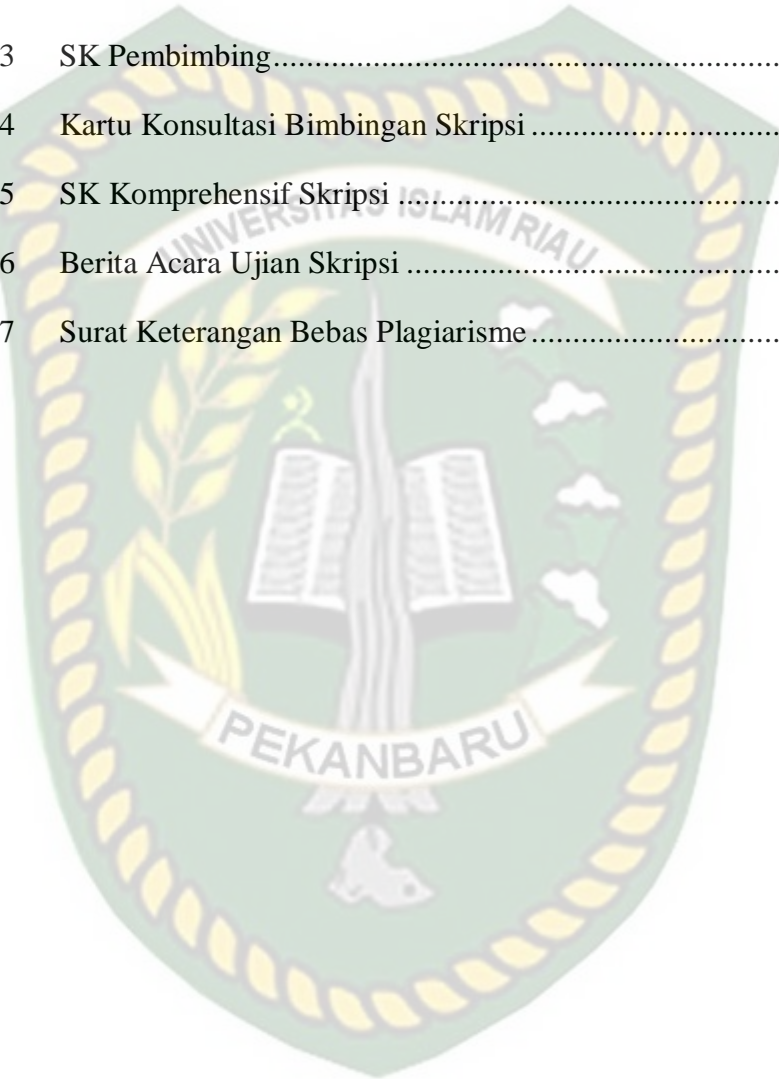 3 SK Pembimbing..............................................................
4 Kartu Konsultasi Bimbingan Skripsi..............................
5 SK Komprehensif Skripsi..............................................
UNIVERSITAS ISLAM RIAU
6 Berita Acara Ujian Skripsi.............................................
7 Surat Keterangan Bebas Plagiarisme..............................
PEKANBARU